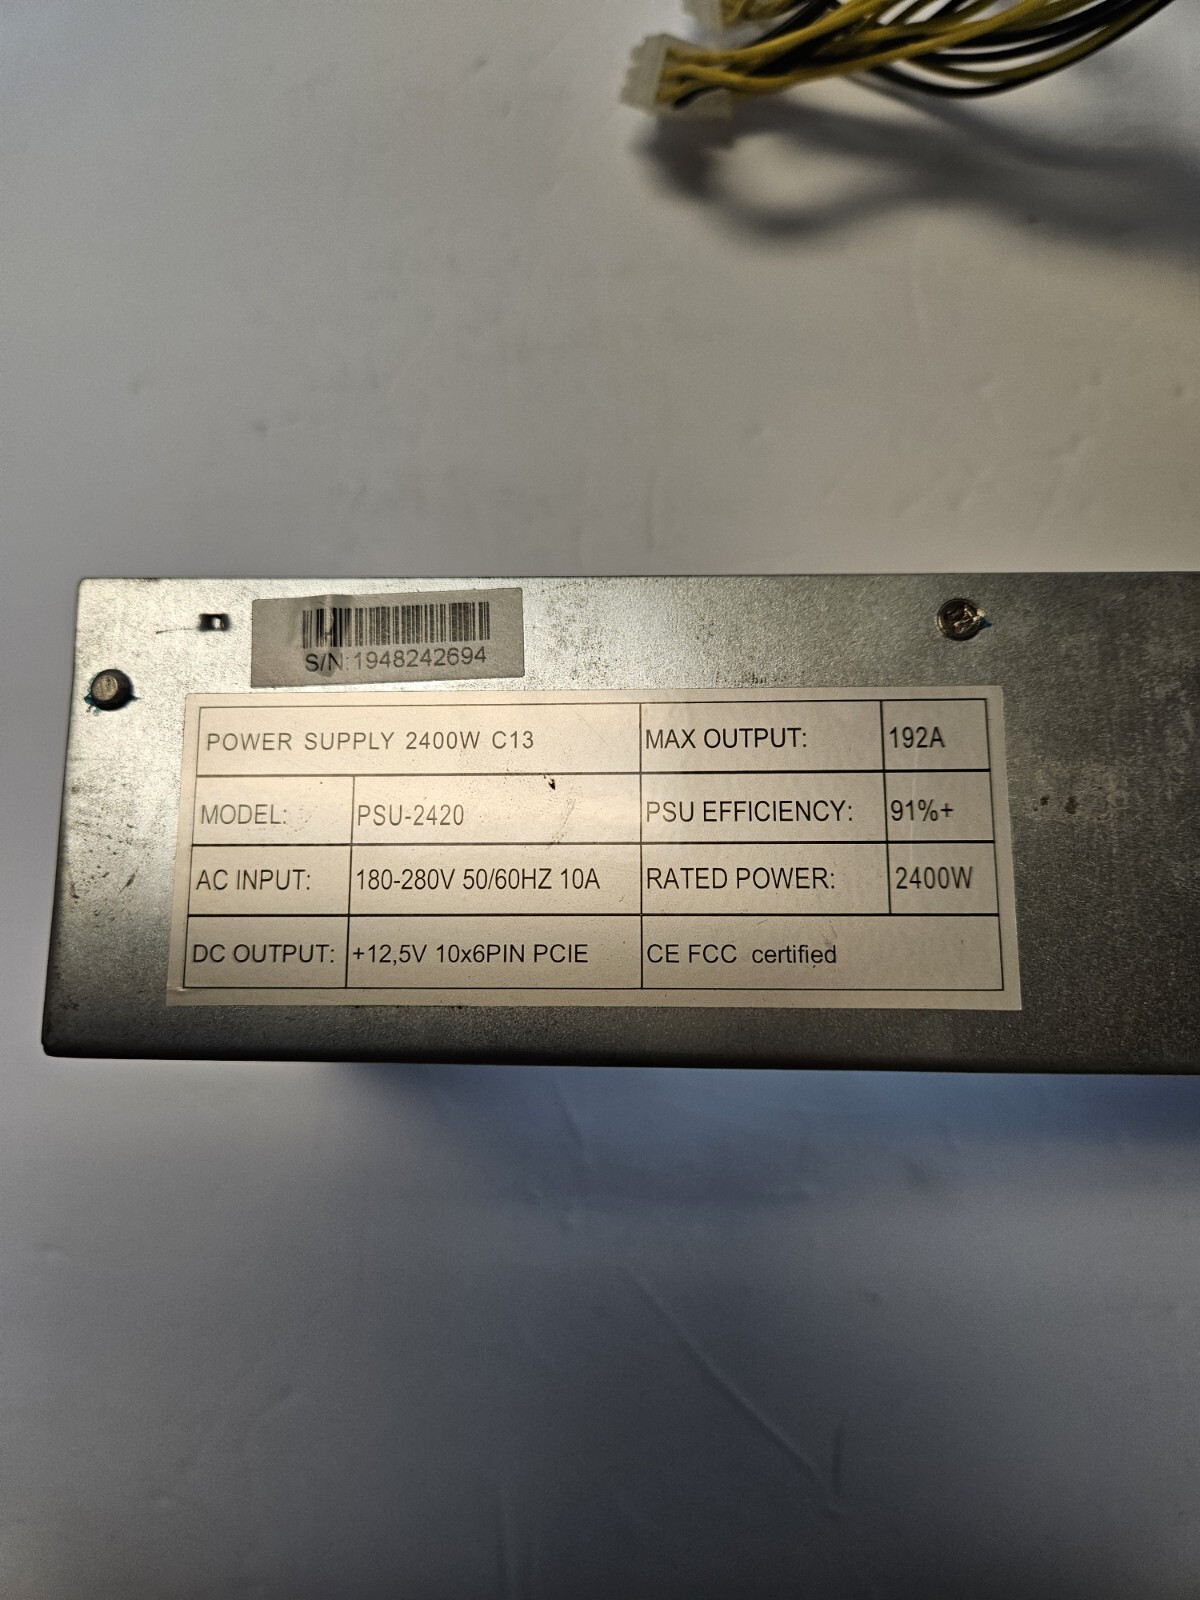 S/N:1948242694
POWER SUPPLY 2400W C13
MAX OUTPUT: 192A
MODEL: PSU-2420
PSU EFFICIENCY: 91%+
AC INPUT: 180-280V 50/60HZ 10A
RATED POWER: 2400W
DC OUTPUT: +12,5V 10x6PIN PCIE
CE FCC certified